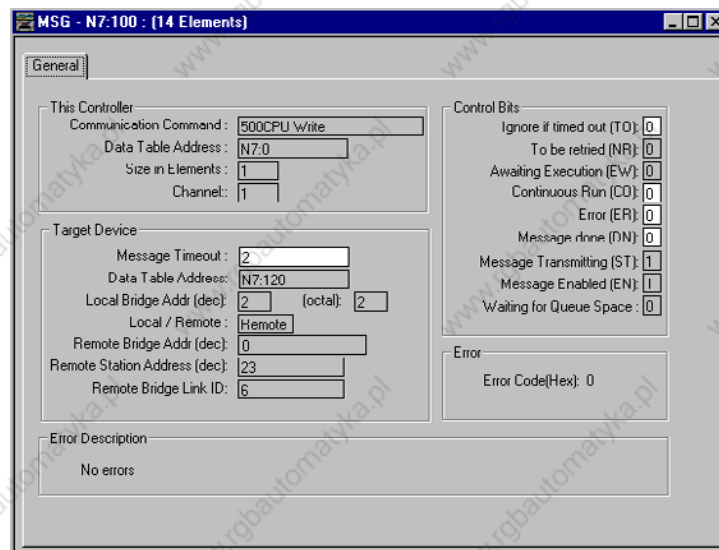 MSG - N7:100 : (14 Elements)
General
This Controller
Communication Command : 500CPU Write
Data Table Address : N7:0
Size in Elements : 1
Channel:: 1
Target Device
Message Timeout : 2
Data Table Address: N7:120
Local Bridge Addr (dec): 2 (octal): 2
Local / Remote : Remote
Remote Bridge Addr (dec): 0
Remote Station Address (dec): 23
Remote Bridge Link ID: 6
Control Bits
Ignore if timed out (TO): 0
To be retried (NR): 0
Awaiting Execution (EW): 0
Continuous Run (CO): 0
Error (ER): 0
Message done (DN): 0
Message Transmitting (ST): 1
Message Enabled (EN): 1
Waiting for Queue Space : 0
Error
Error Code(Hex): 0
Error Description
No errors
www.rgbautomatyka.pl